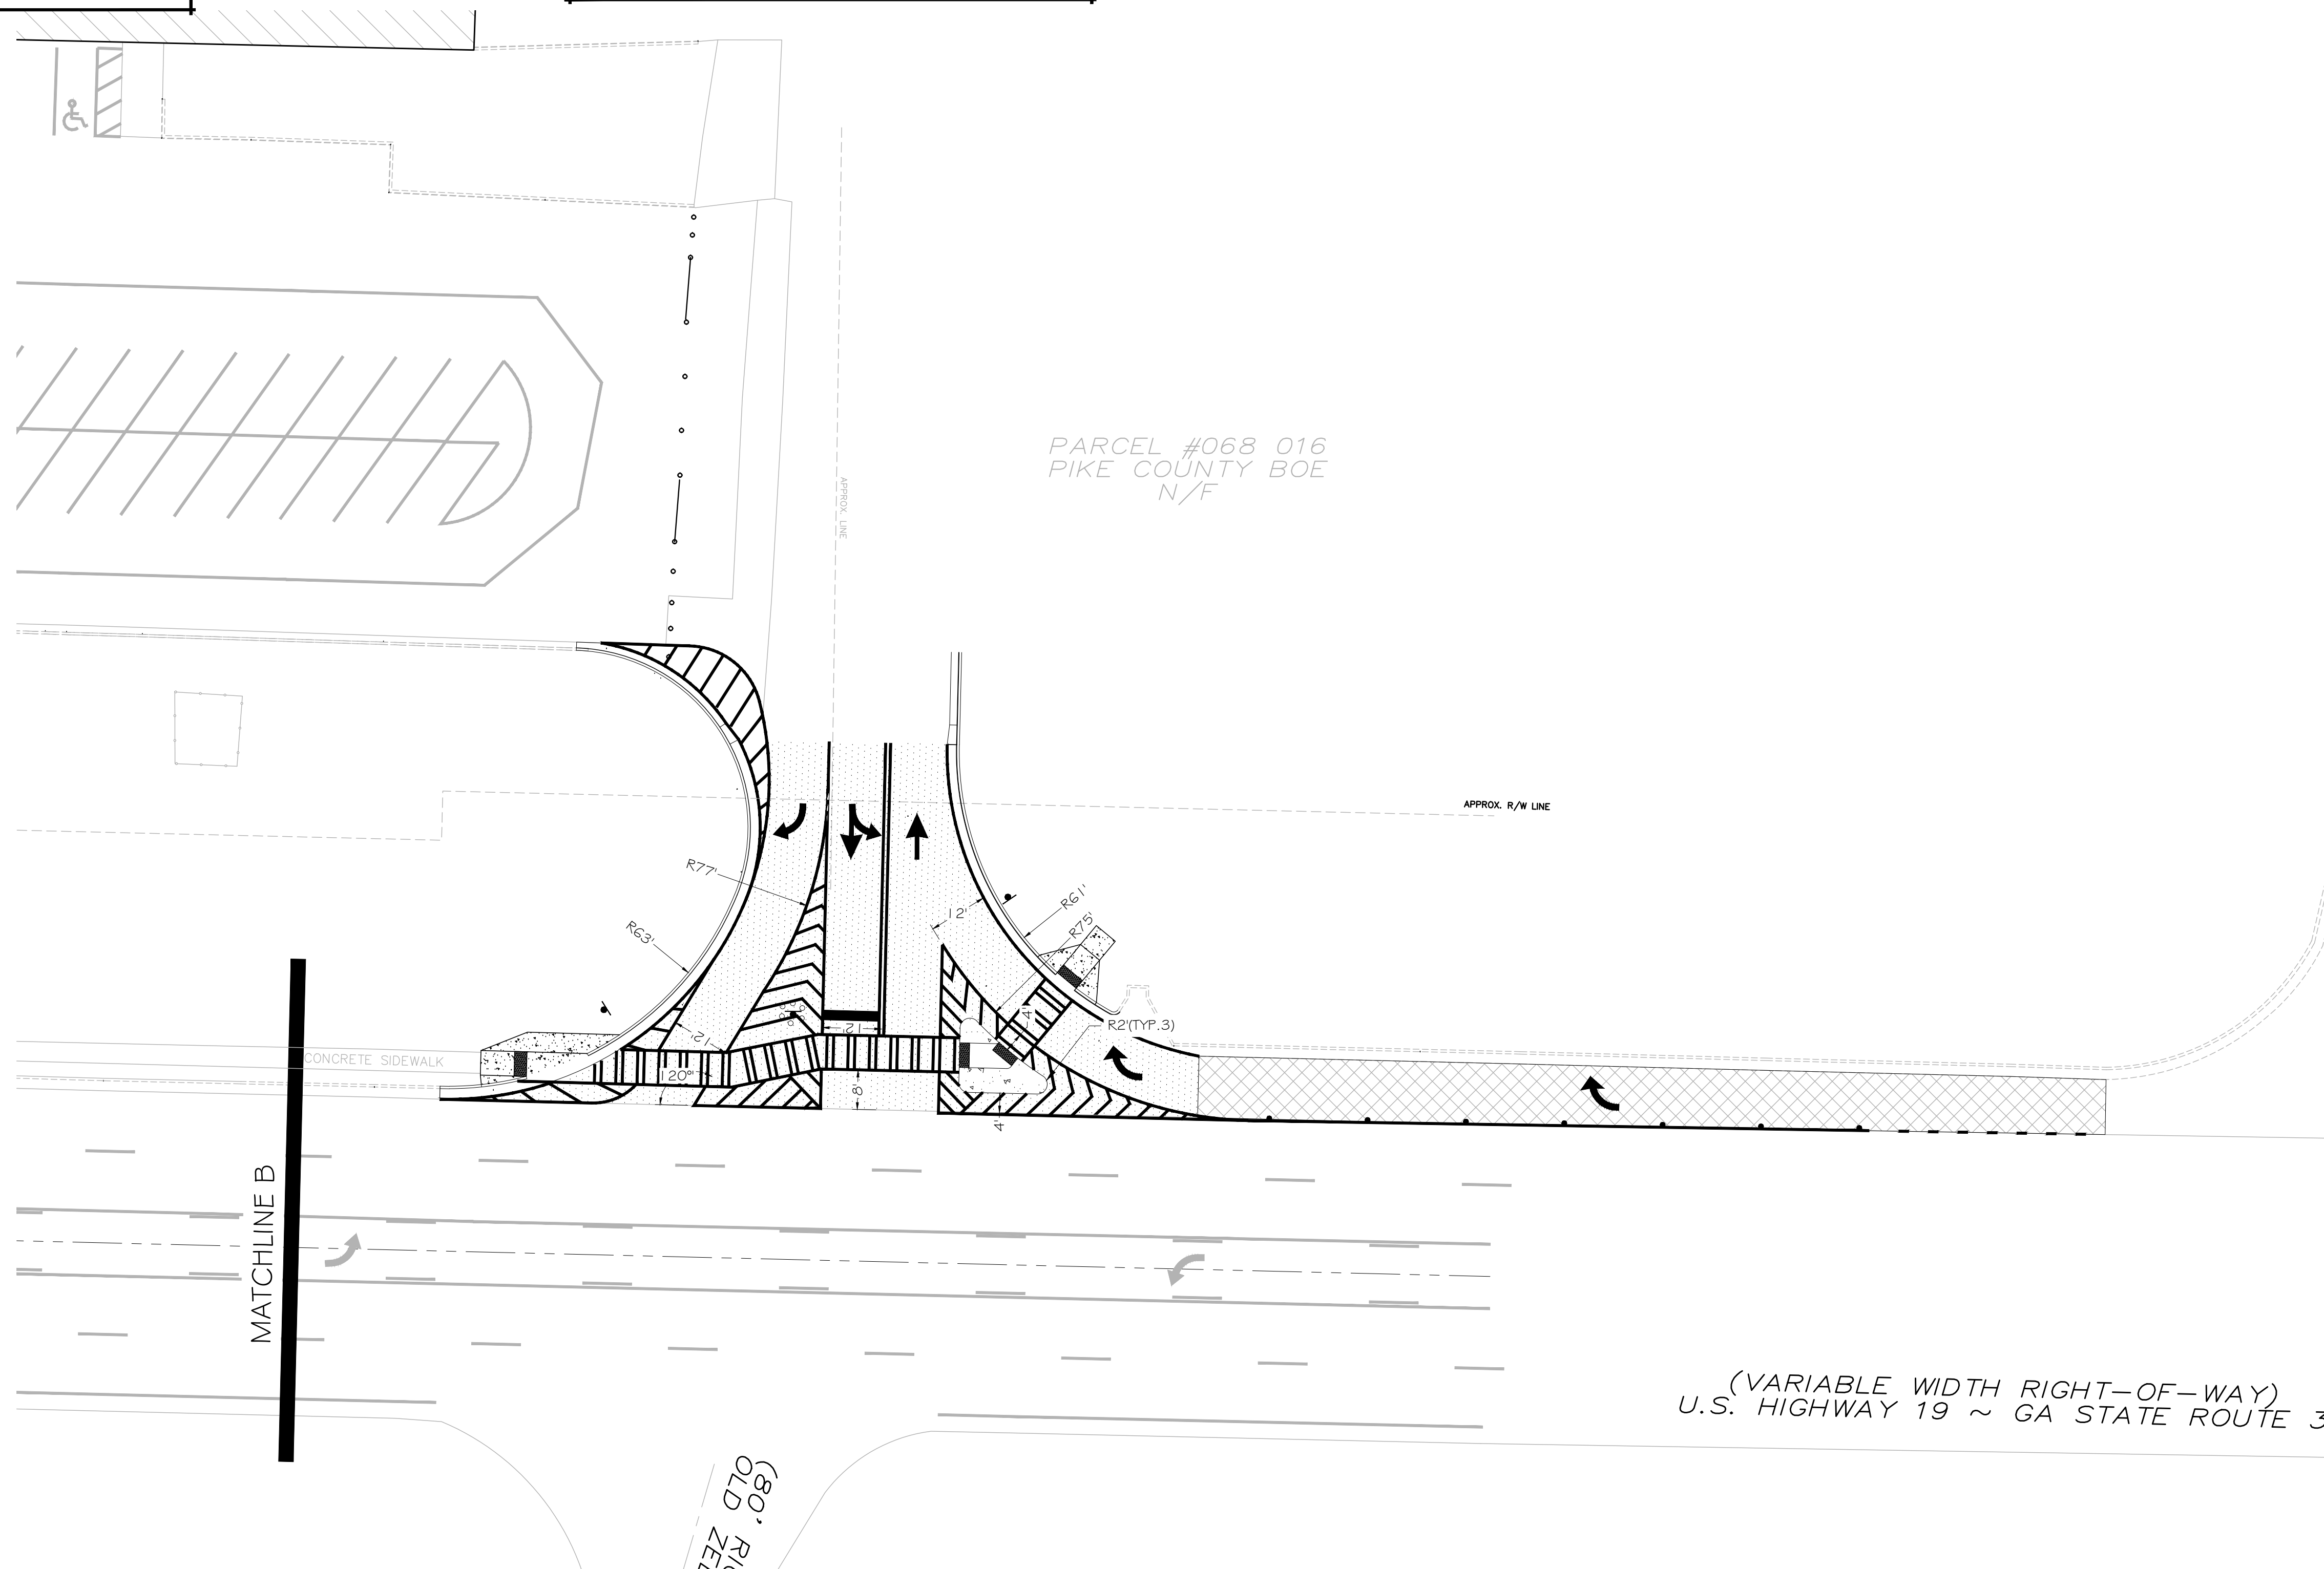 PARCEL #068 016
PIKE COUNTY BOE
N/F
APPROX. LINE
APPROX. R/W LINE
R77'
R63'
12'
R61'
R75'
4'
R2'(TYP.3)
12'
12'
120°
8'
4'
CONCRETE SIDEWALK
MATCHLINE B
(VARIABLE WIDTH RIGHT-OF-WAY)
U.S. HIGHWAY 19 ~ GA STATE ROUTE 3
(80'
OLD